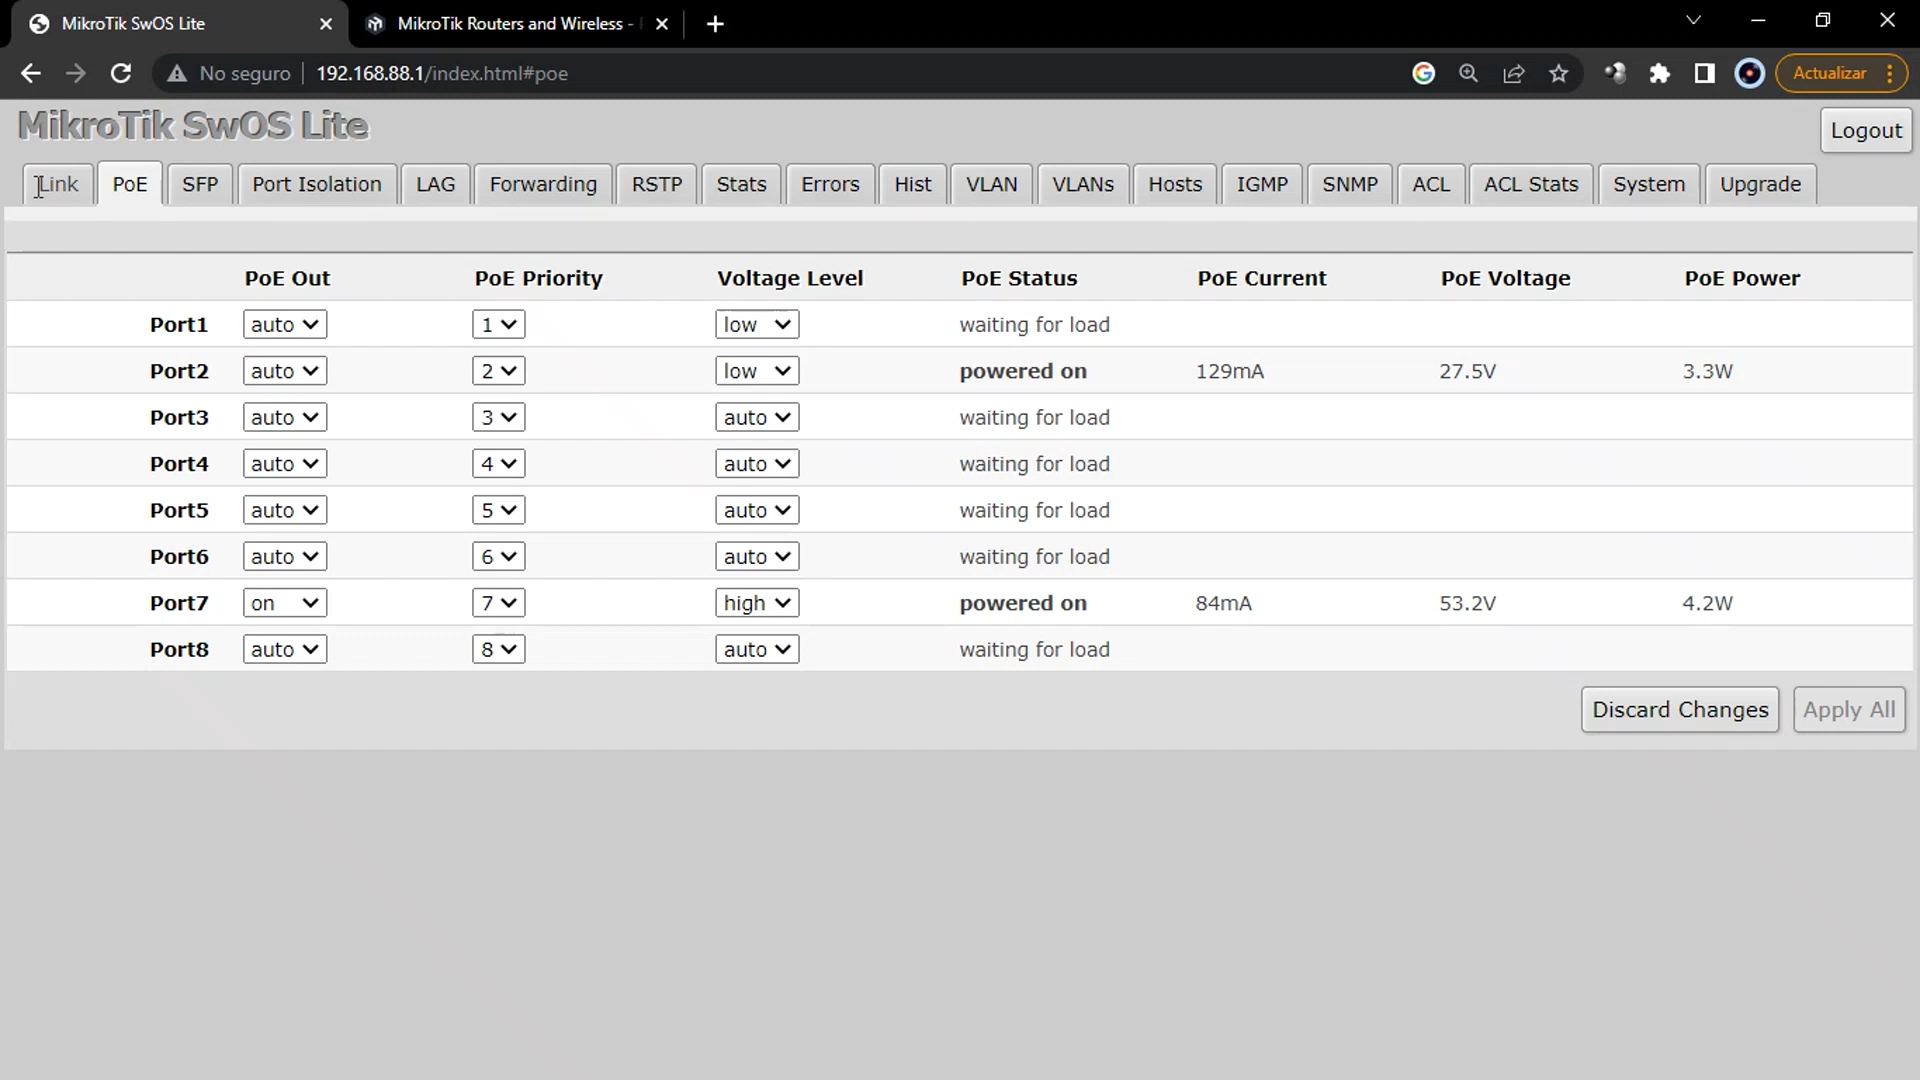 MikroTik SwOS Lite
MikroTik Routers and Wireless -
No seguro 192.168.88.1/index.html#poe Actualizar
MikroTik SwOS Lite Logout
Link PoE SFP Port Isolation LAG Forwarding RSTP Stats Errors Hist VLAN VLANs Hosts IGMP SNMP ACL ACL Stats System Upgrade
PoE Out PoE Priority Voltage Level PoE Status PoE Current PoE Voltage PoE Power
Port1 auto 1 low waiting for load
Port2 auto 2 low powered on 129mA 27.5V 3.3W
Port3 auto 3 auto waiting for load
Port4 auto 4 auto waiting for load
Port5 auto 5 auto waiting for load
Port6 auto 6 auto waiting for load
Port7 on 7 high powered on 84mA 53.2V 4.2W
Port8 auto 8 auto waiting for load
Discard Changes Apply All